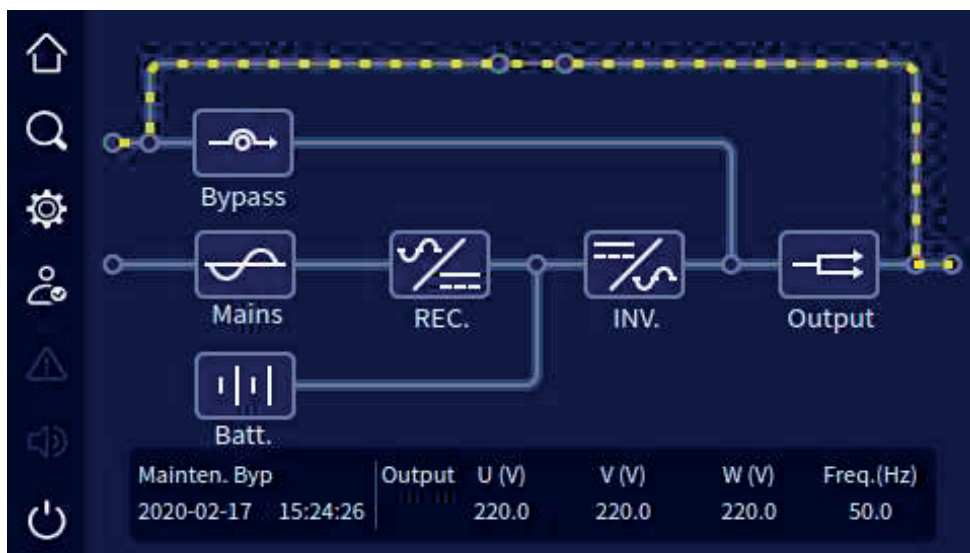 Bypass
Mains
REC.
INV.
Output
Batt.
Mainten. Byp
2020-02-17 15:24:26
Output U (V) V (V) W (V) Freq.(Hz)
220.0 220.0 220.0 50.0